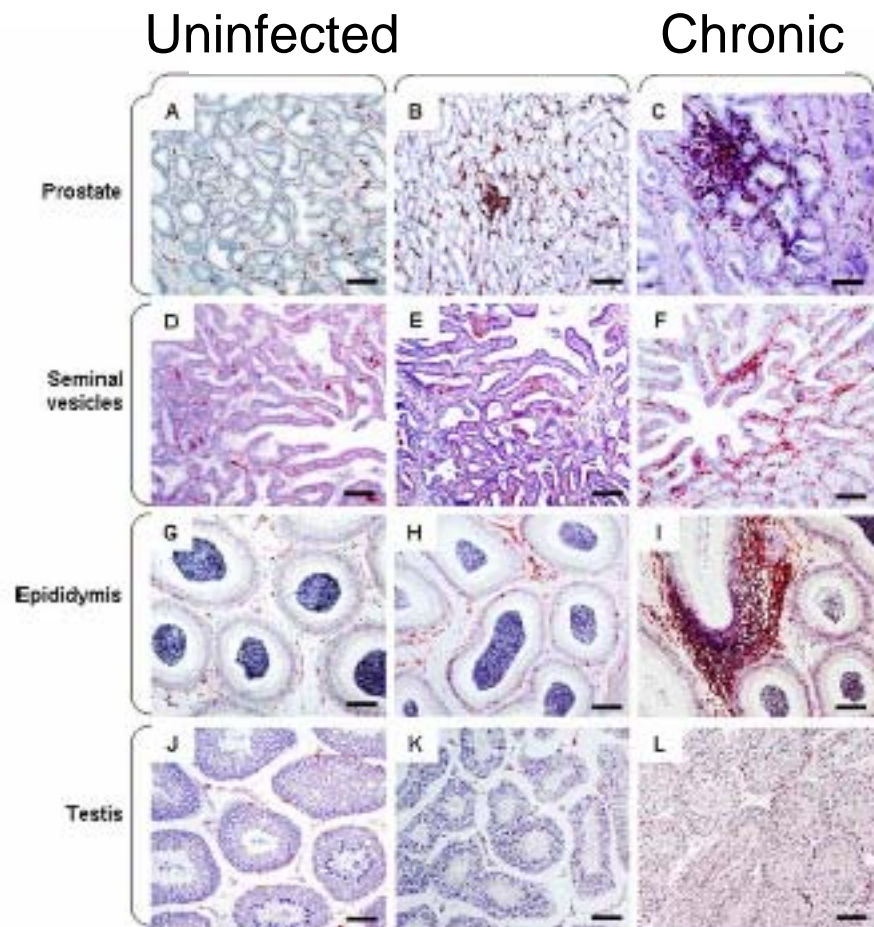 Uninfected Chronic
A B C
Prostate
D E F
Seminal
vesicles
G H I
Epididymis
J K L
Testis